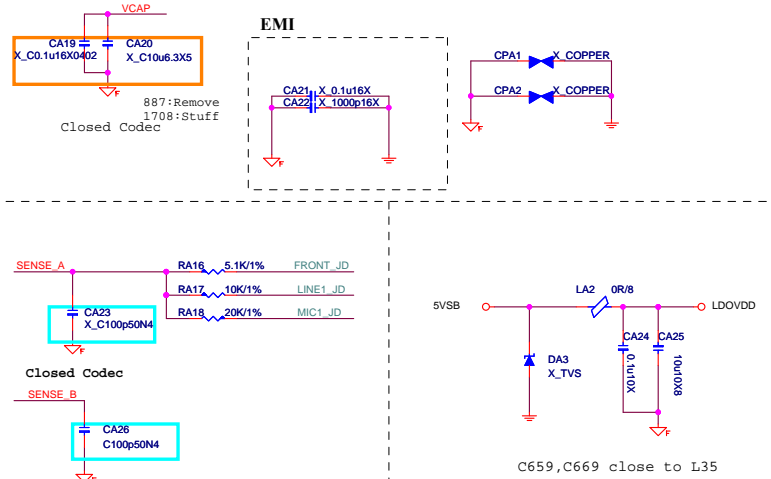 VCAP
CA19
X_C0.1u16X0402
CA20
X_C10u6.3X5
F
887:Remove
1708:Stuff
Closed Codec
EMI
CA21 X_0.1u16X
CA22 X_1000p16X
F
CPA1 X_COPPER
CPA2 X_COPPER
F
SENSE_A
RA16 5.1K/1% FRONT_JD
RA17 10K/1% LINE1_JD
RA18 20K/1% MIC1_JD
CA23
X_C100p50N4
F
Closed Codec
SENSE_B
CA26
C100p50N4
F
5VSB
LA2 0R/8
LDOVDD
DA3
X_TVS
CA24
0.1u10X
CA25
10u10X8
F
C659,C669 close to L35